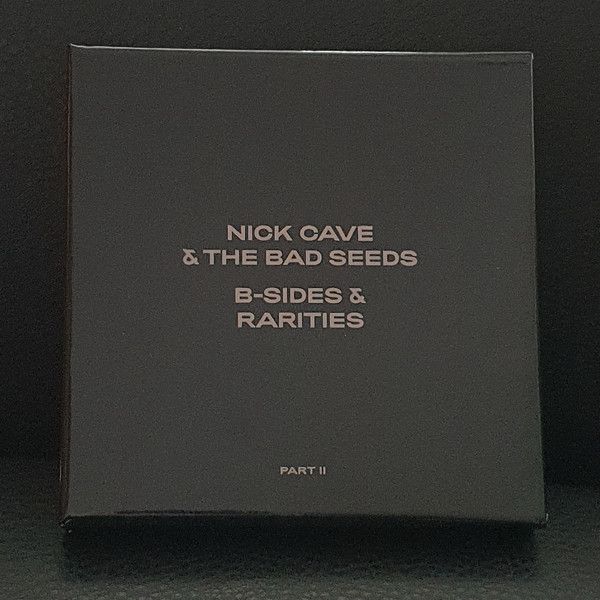 NICK CAVE
& THE BAD SEEDS
B-SIDES &
RARITIES
PART II